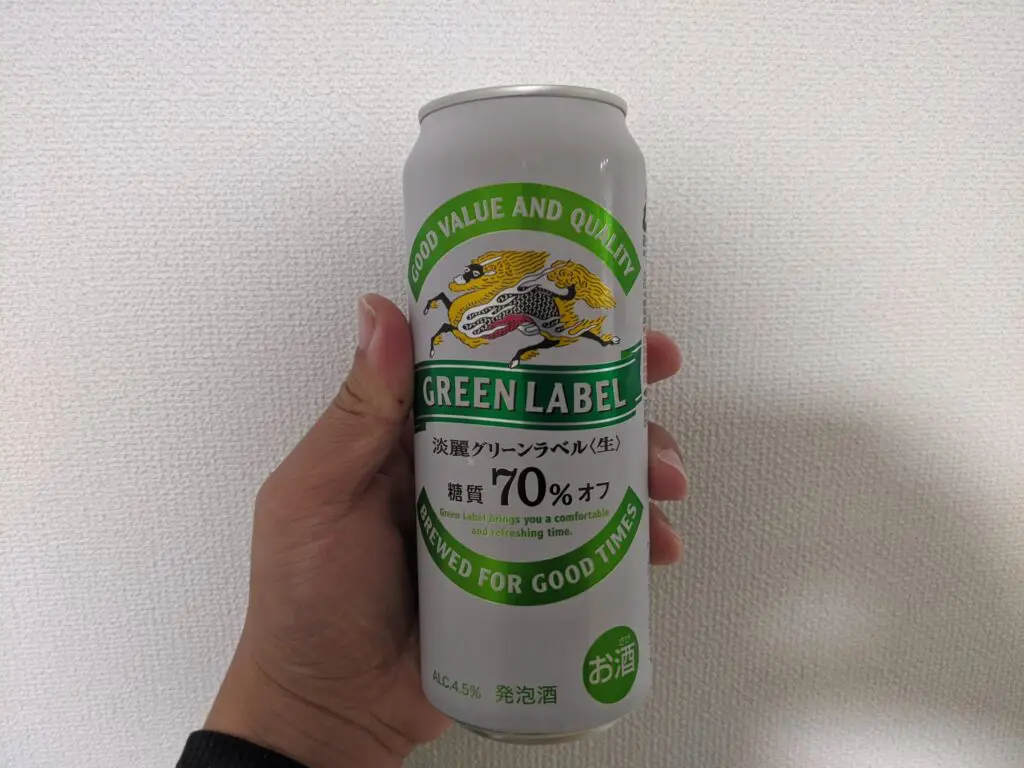 GOOD VALUE AND QUALITY
GREEN LABEL
淡麗グリーンラベル〈生〉
糖質 70%オフ
Green Label brings you a comfortable
and refreshing time.
BREWED FOR GOOD TIMES
さけ
お酒
ALC.4.5% 発泡酒